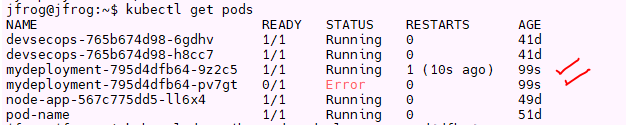 jfrog@jfrog:~$ kubectl get pods
NAME READY STATUS RESTARTS AGE
devsecops-765b674d98-6gdhv 1/1 Running 0 41d
devsecops-765b674d98-h8cc7 1/1 Running 0 41d
mydeployment-795d4dfb64-9z2c5 1/1 Running 1 (10s ago) 99s
mydeployment-795d4dfb64-pv7gt 0/1 Error 0 99s
node-app-567c775dd5-ll6x4 1/1 Running 0 49d
pod-name 1/1 Running 0 51d